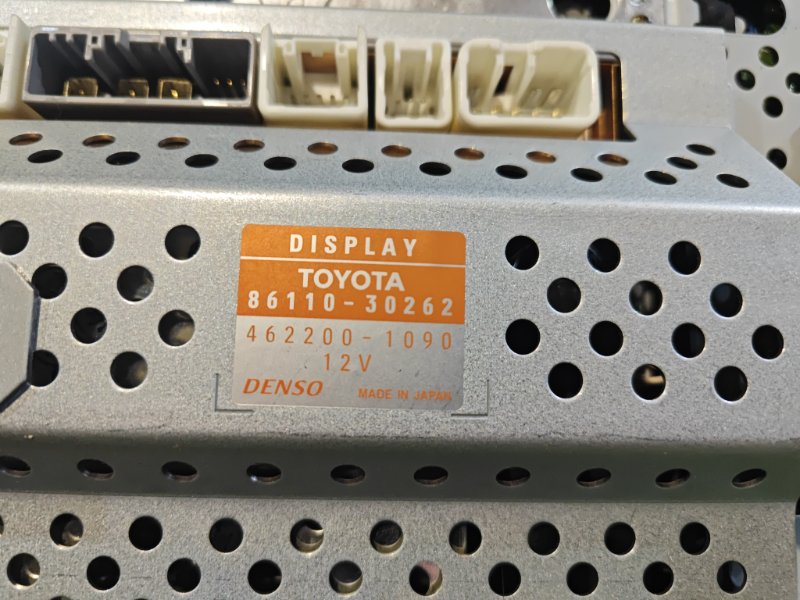 DISPLAY
TOYOTA
86110-30262
462200-1090
12V
DENSO MADE IN JAPAN